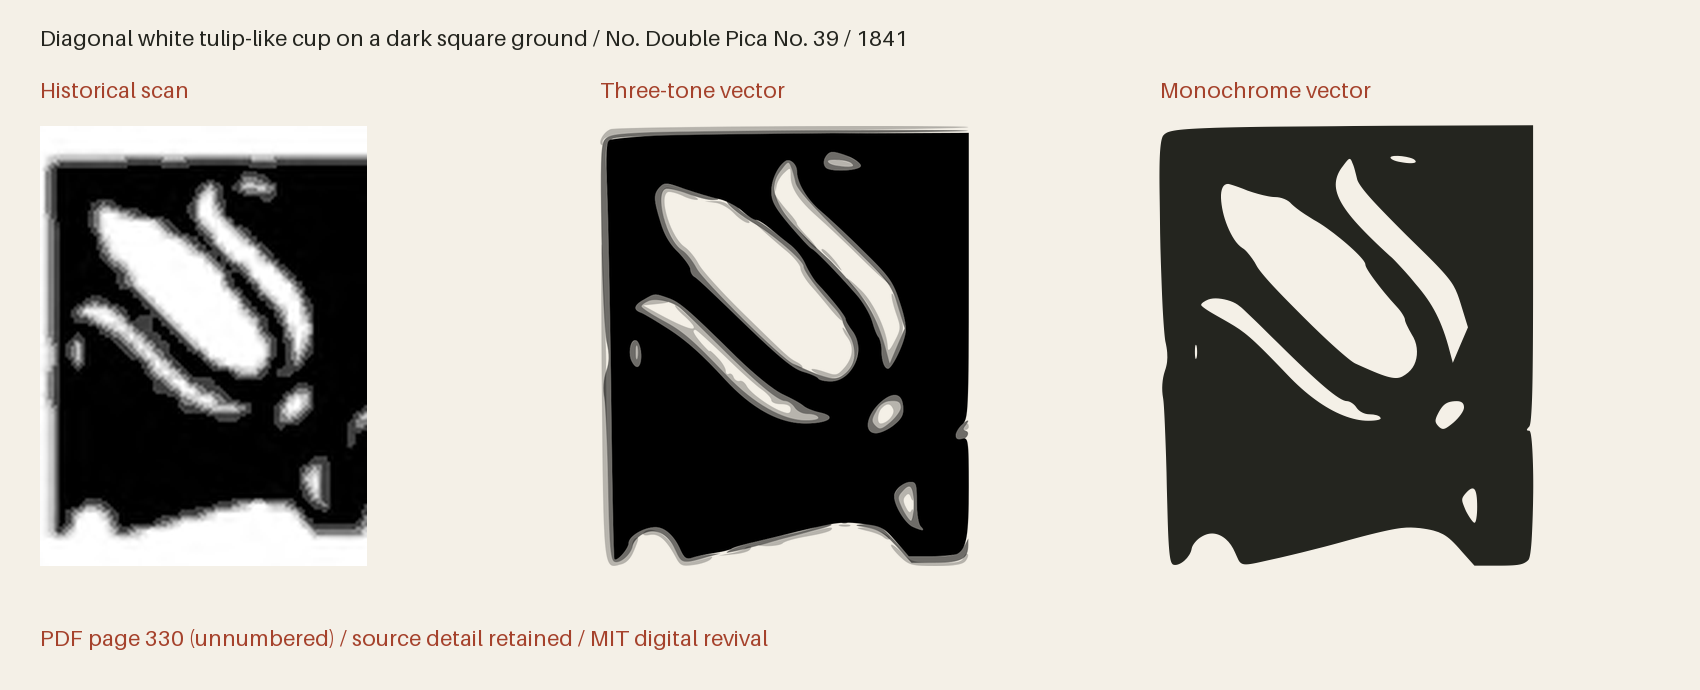 Diagonal white tulip-like cup on a dark square ground / No. Double Pica No. 39 / 1841
Historical scan
Three-tone vector
Monochrome vector
PDF page 330 (unnumbered) / source detail retained / MIT digital revival